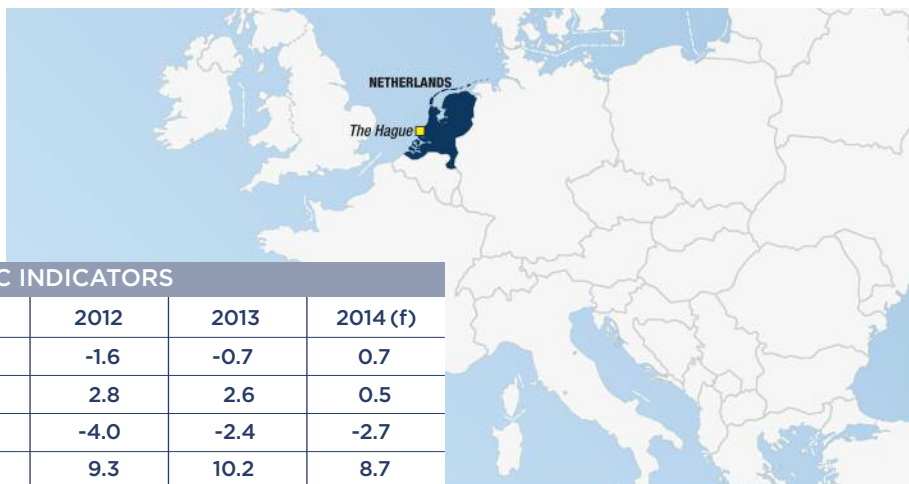 NETHERLANDS
The Hague
C INDICATORS
2012 2013 2014 (f)
-1.6 -0.7 0.7
2.8 2.6 0.5
-4.0 -2.4 -2.7
9.3 10.2 8.7